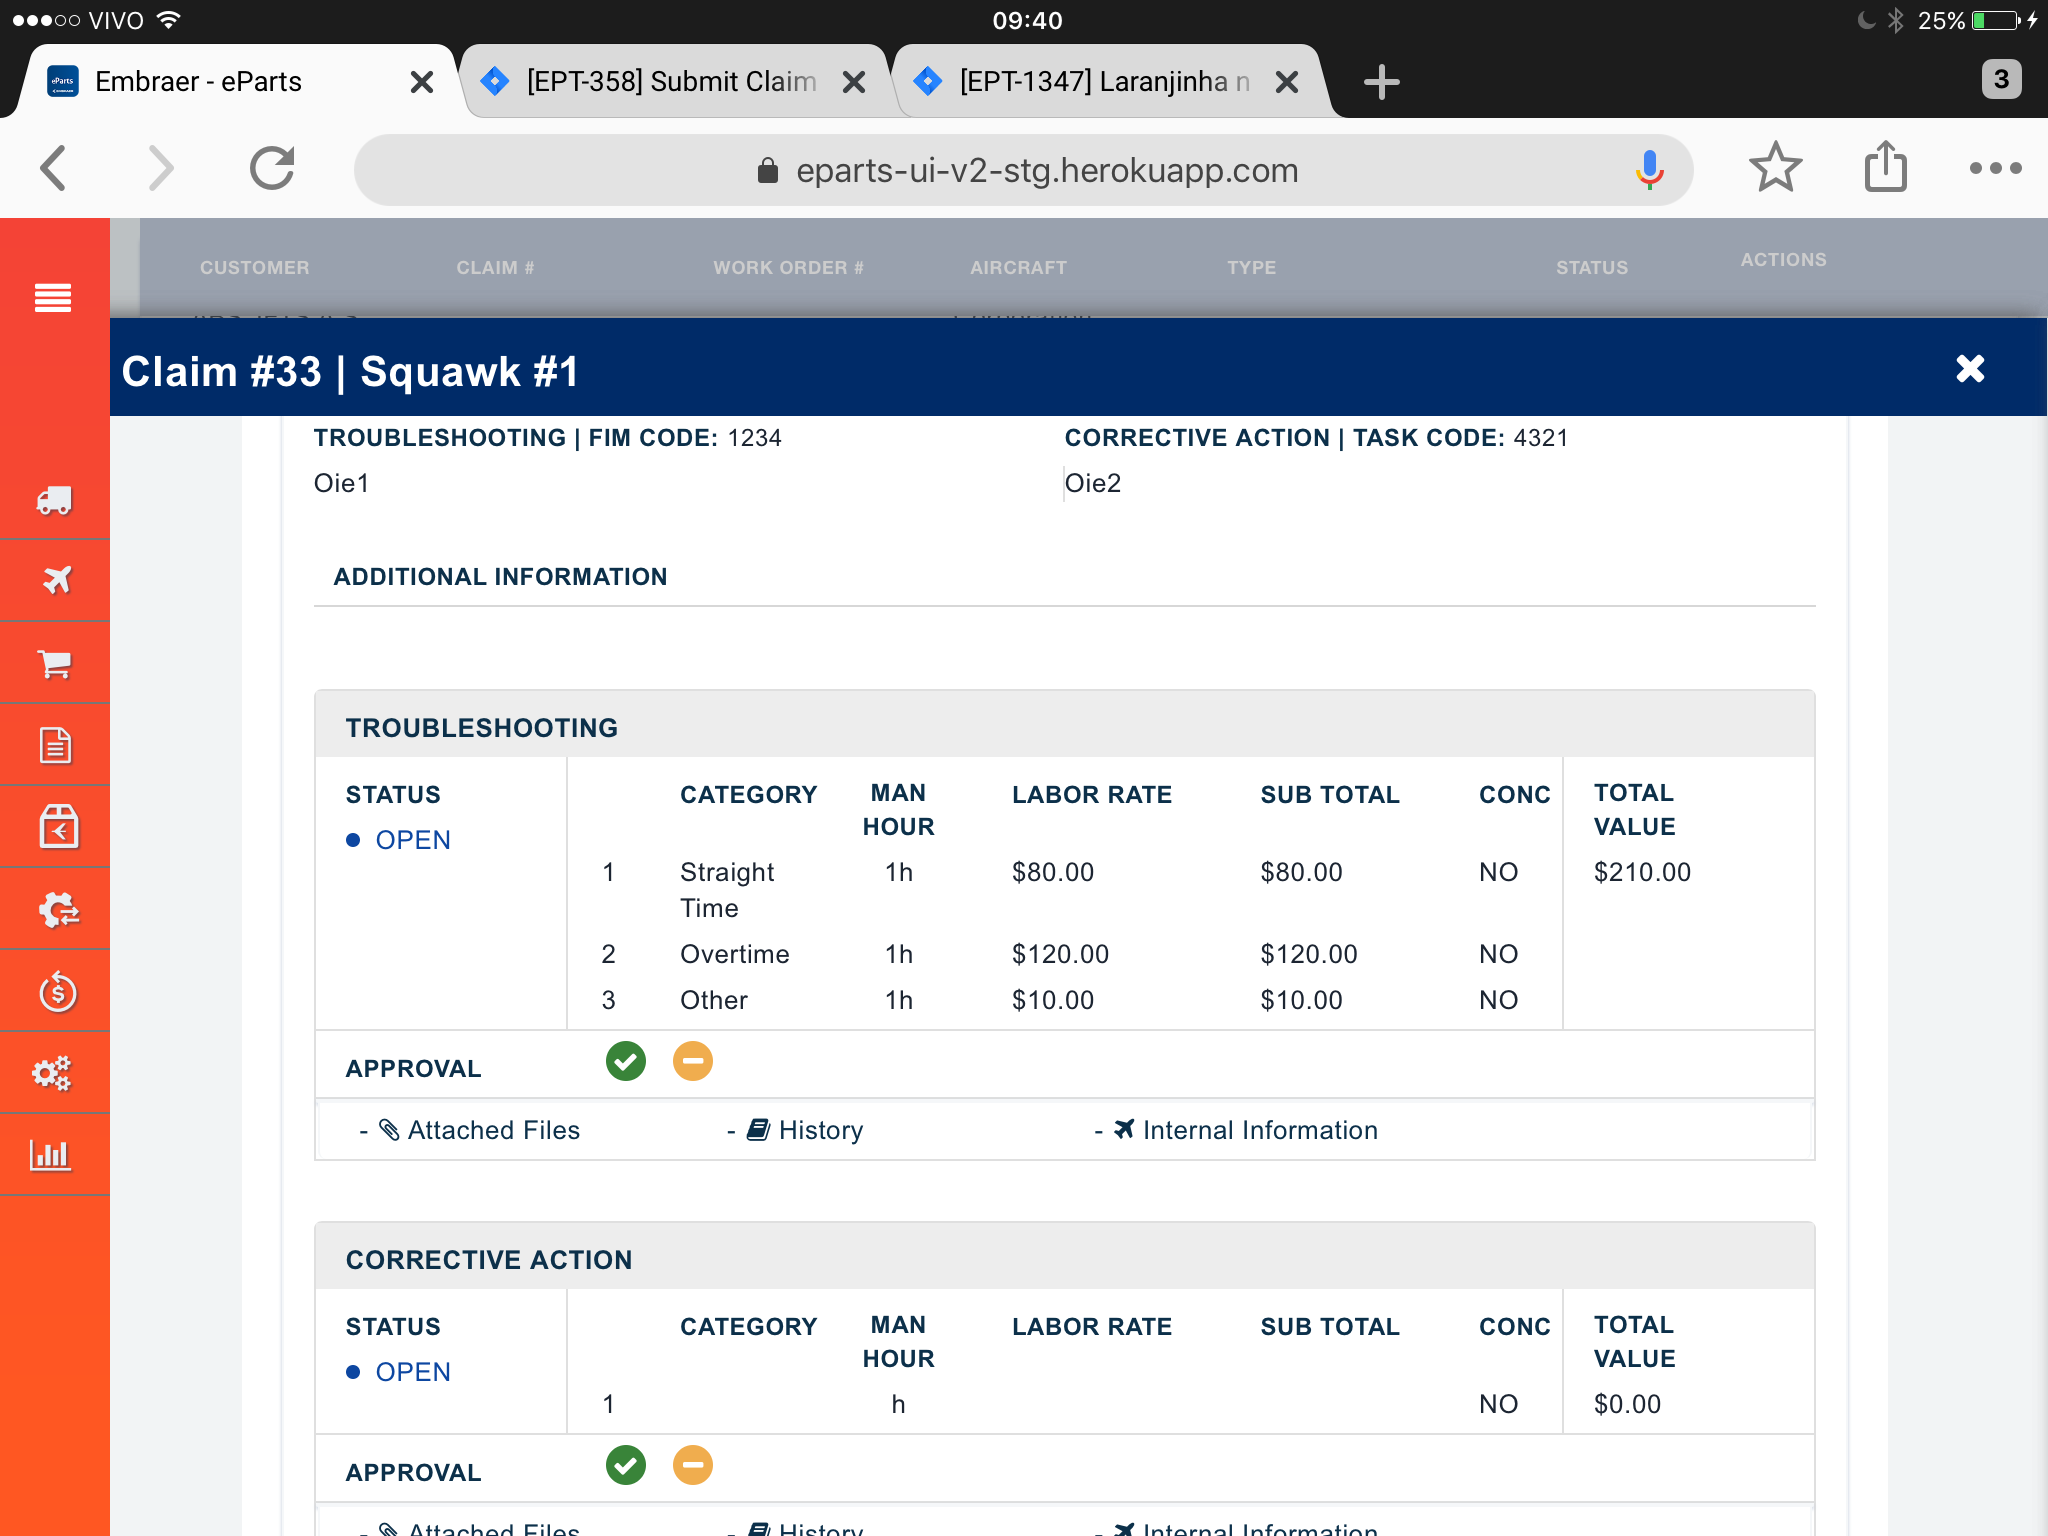 VIVO 09:40 25%
Embraer - eParts [EPT-358] Submit Claim [EPT-1347] Laranjinha n 3
eparts-ui-v2-stg.herokuapp.com
CUSTOMER CLAIM # WORK ORDER # AIRCRAFT TYPE STATUS ACTIONS
Claim #33 | Squawk #1
TROUBLESHOOTING | FIM CODE: 1234 CORRECTIVE ACTION | TASK CODE: 4321
Oie1 Oie2
ADDITIONAL INFORMATION
TROUBLESHOOTING
STATUS CATEGORY MAN HOUR LABOR RATE SUB TOTAL CONC TOTAL VALUE
OPEN
1 Straight Time 1h $80.00 $80.00 NO $210.00
2 Overtime 1h $120.00 $120.00 NO
3 Other 1h $10.00 $10.00 NO
APPROVAL
- Attached Files - History - Internal Information
CORRECTIVE ACTION
STATUS CATEGORY MAN HOUR LABOR RATE SUB TOTAL CONC TOTAL VALUE
OPEN
1 h NO $0.00
APPROVAL
- Attached Files - History - Internal Information